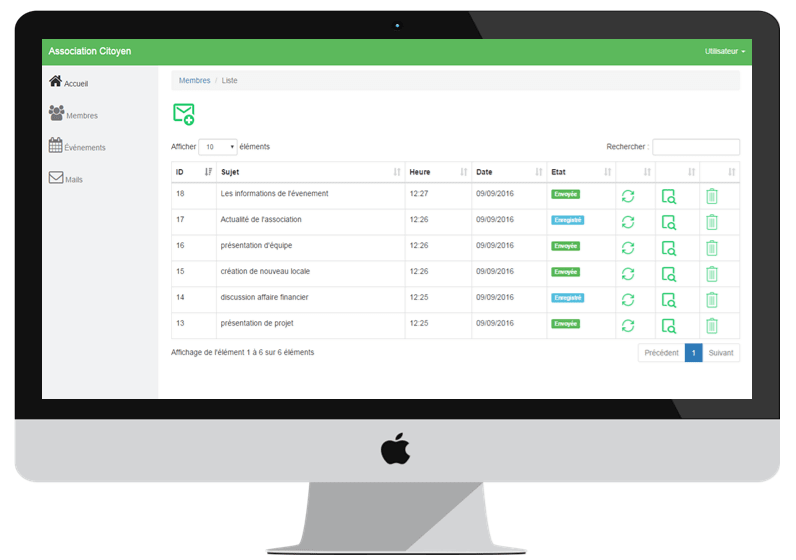 Association Citoyen
Utilisateur
Accueil
Membres
Événements
Mails
Membres / Liste
Afficher 10 éléments
Rechercher :
ID Sujet Heure Date Etat
18 Les informations de l'évenement 12:27 09/09/2016 Envoyée
17 Actualité de l'association 12:26 09/09/2016 Enregistré
16 présentation d'équipe 12:26 09/09/2016 Envoyée
15 création de nouveau locale 12:26 09/09/2016 Envoyée
14 discussion affaire financier 12:25 09/09/2016 Enregistré
13 présentation de projet 12:25 09/09/2016 Envoyée
Affichage de l'élément 1 à 6 sur 6 éléments
Précédent 1 Suivant